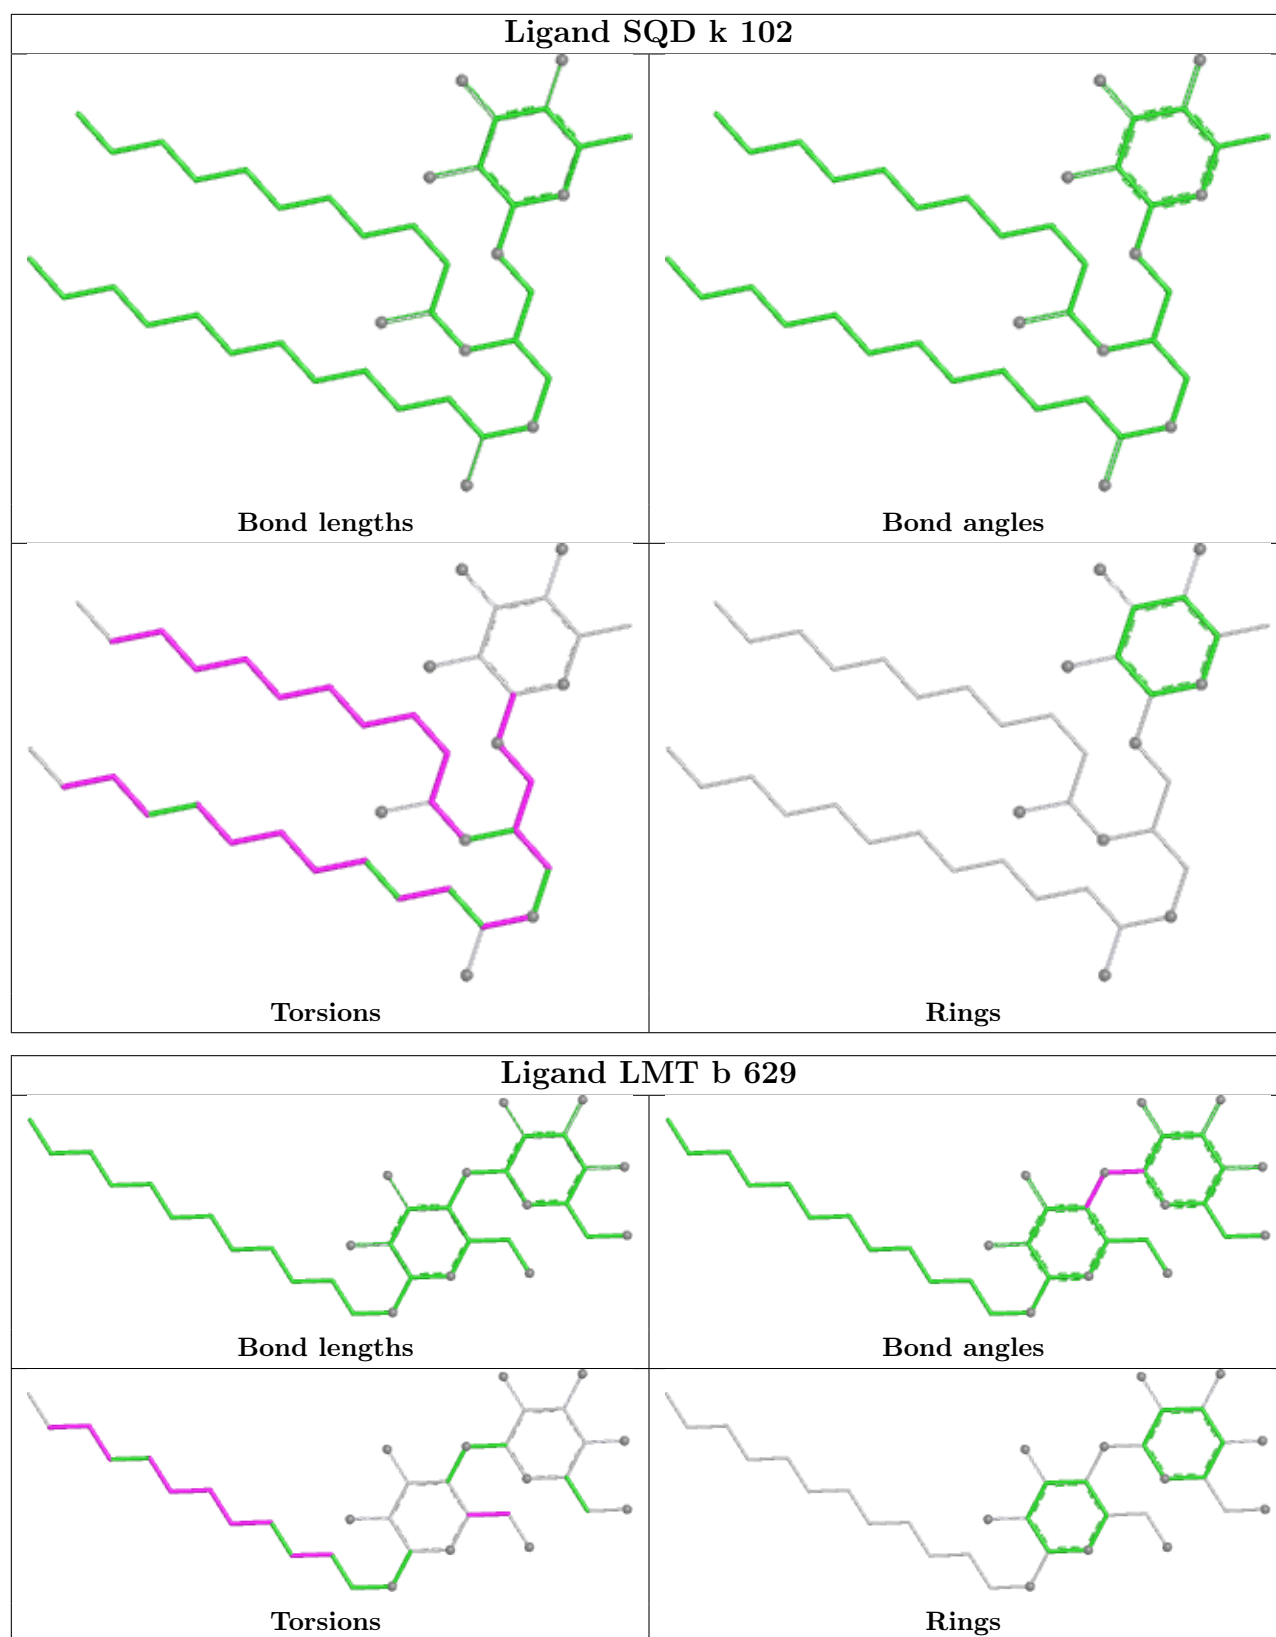 Ligand SQD k 102
Bond lengths
Bond angles
Torsions
Rings
Ligand LMT b 629
Bond lengths
Bond angles
Torsions
Rings